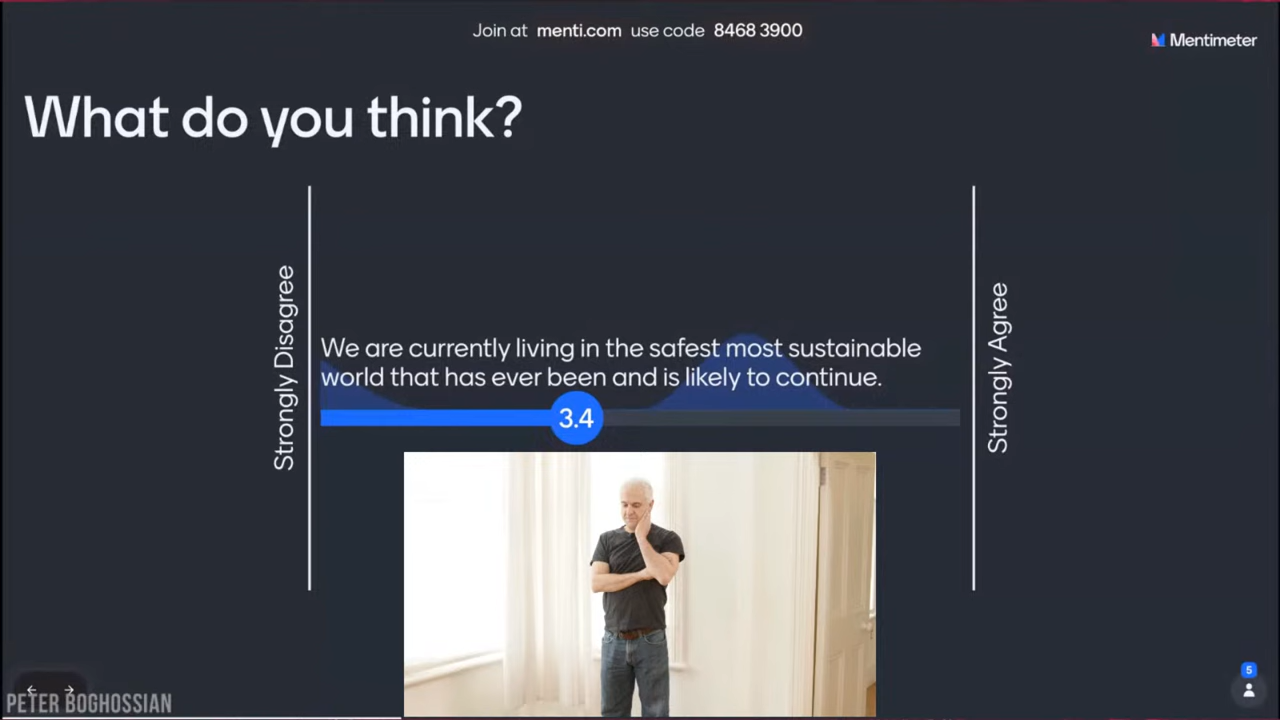 Join at menti.com use code 8468 3900
Mentimeter
What do you think?
Strongly Disagree
We are currently living in the safest most sustainable
world that has ever been and is likely to continue.
3.4
Strongly Agree
5
PETER BOGHOSSIAN